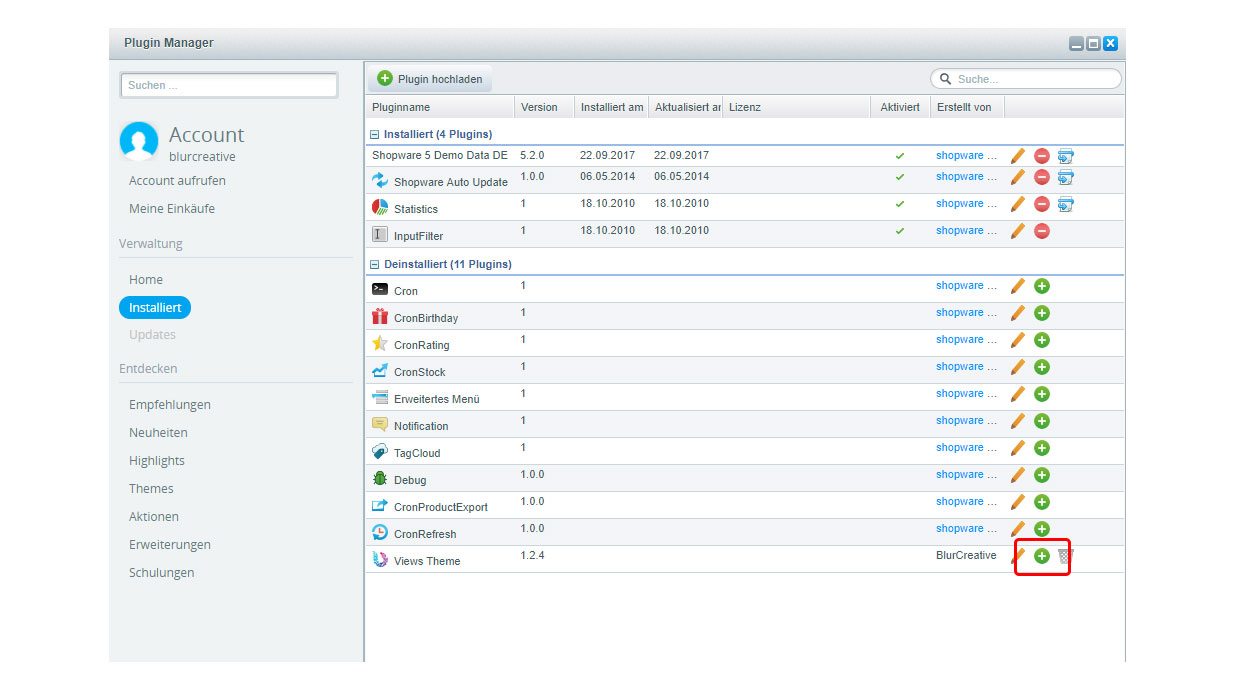 Plugin Manager
Suchen ...
Account
blurcreative
Account aufrufen
Meine Einkäufe
Verwaltung
Home
Installiert
Updates
Entdecken
Empfehlungen
Neuheiten
Highlights
Themes
Aktionen
Erweiterungen
Schulungen
Plugin hochladen
Suche...
Pluginname Version Installiert am Aktualisiert ar Lizenz Aktiviert Erstellt von
Installiert (4 Plugins)
Shopware 5 Demo Data DE 5.2.0 22.09.2017 22.09.2017 shopware ...
Shopware Auto Update 1.0.0 06.05.2014 06.05.2014 shopware ...
Statistics 1 18.10.2010 18.10.2010 shopware ...
InputFilter 1 18.10.2010 18.10.2010 shopware ...
Deinstalliert (11 Plugins)
Cron 1 shopware ...
CronBirthday 1 shopware ...
CronRating 1 shopware ...
CronStock 1 shopware ...
Erweitertes Menü 1 shopware ...
Notification 1 shopware ...
TagCloud 1 shopware ...
Debug 1.0.0 shopware ...
CronProductExport 1.0.0 shopware ...
CronRefresh 1.0.0 shopware ...
Views Theme 1.2.4 BlurCreative